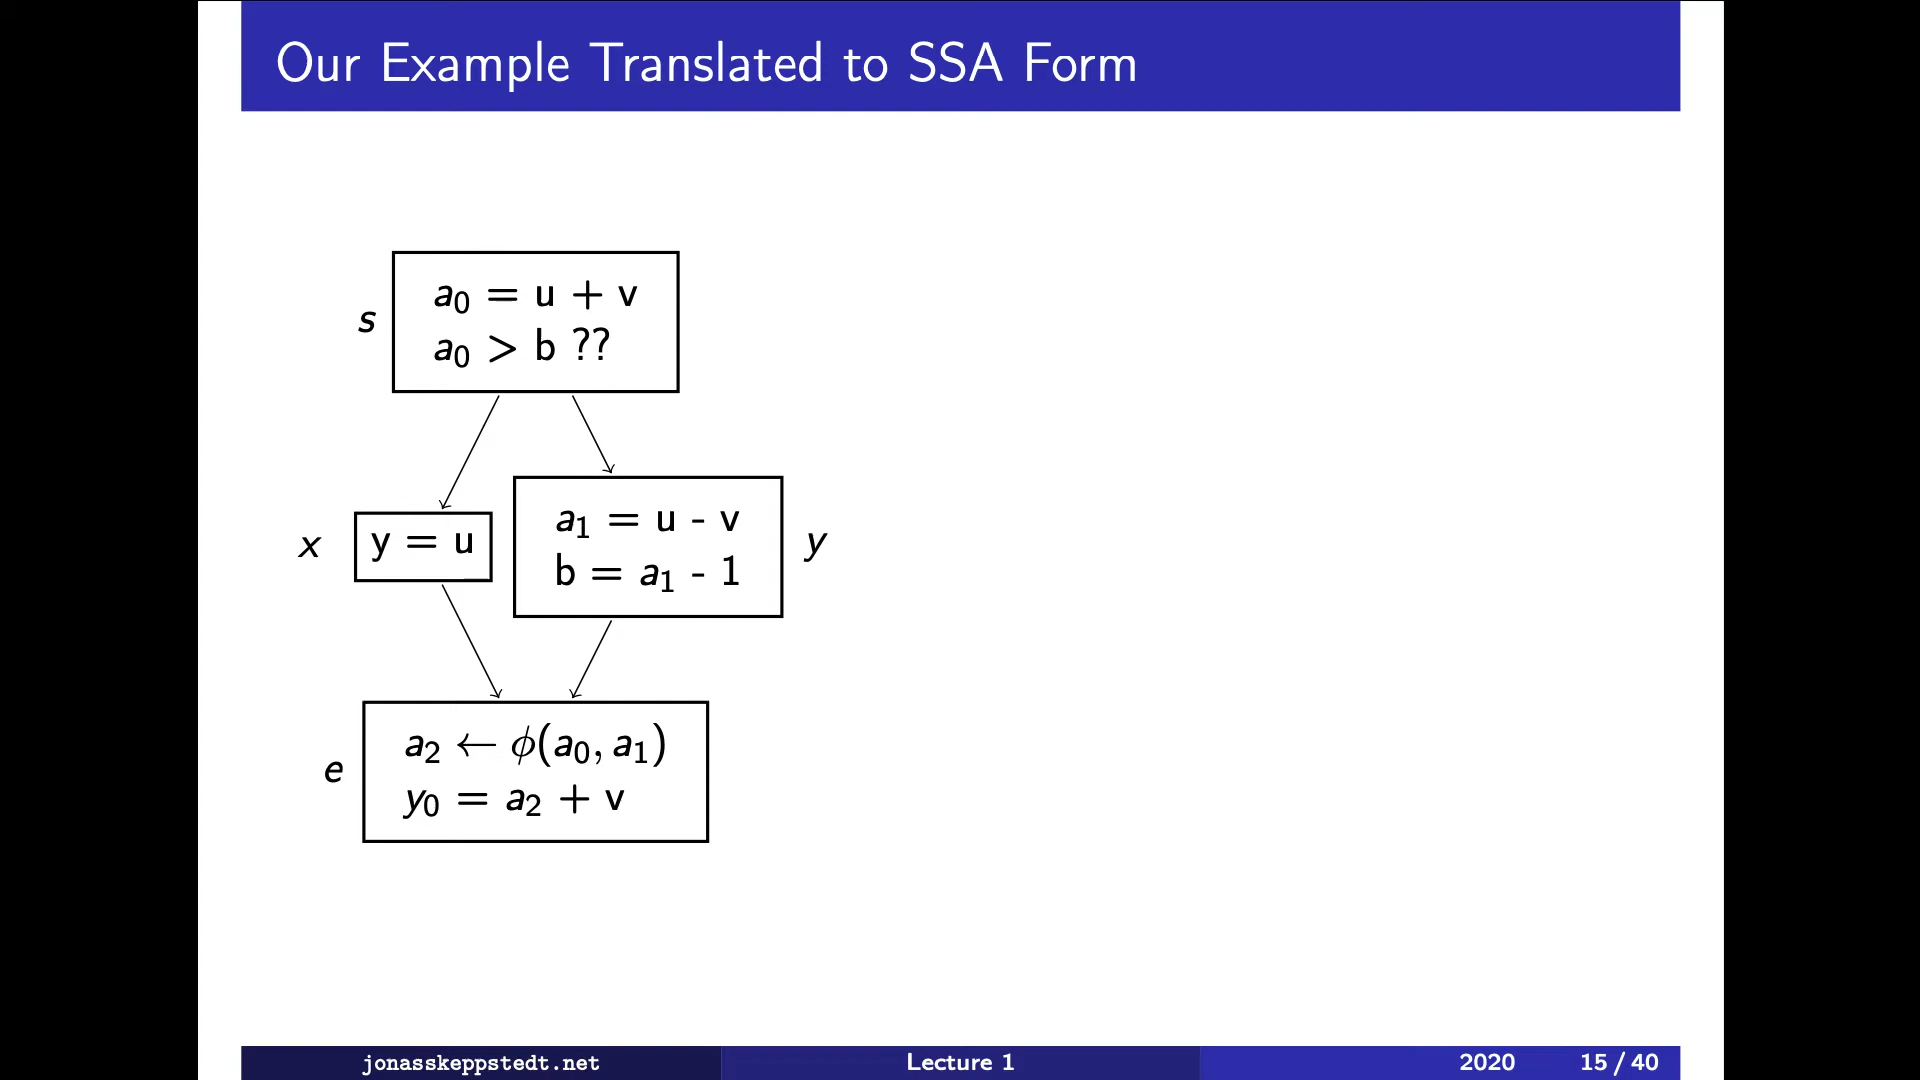 Our Example Translated to SSA Form
s
a₀ = u + v
a₀ > b ??
x
y = u
a₁ = u - v
b = a₁ - 1
y
e
a₂ ← ϕ(a₀, a₁)
y₀ = a₂ + v
jonasskeppstedt.net Lecture 1 2020 15 / 40